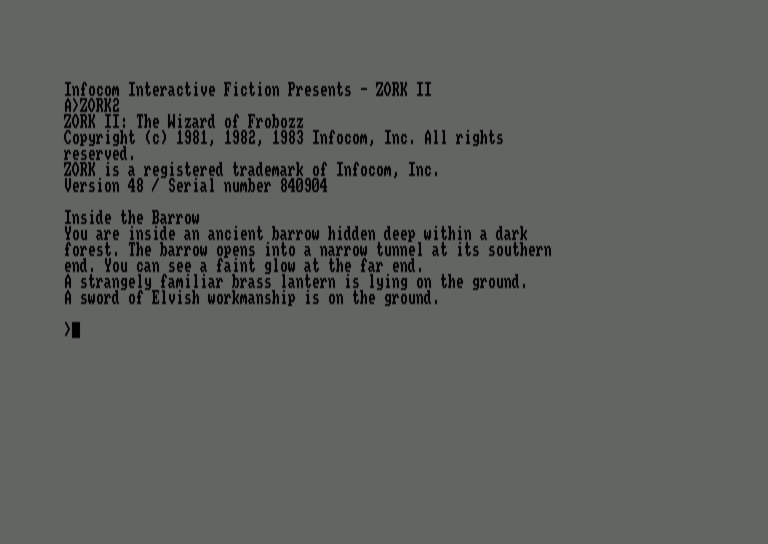 Infocom Interactive Fiction Presents - ZORK II
A>ZORK2
ZORK II: The Wizard of Frobozz
Copyright (c) 1981, 1982, 1983 Infocom, Inc. All rights
reserved.
ZORK is a registered trademark of Infocom, Inc.
Version 48 / Serial number 840904
Inside the Barrow
You are inside an ancient barrow hidden deep within a dark
forest. The barrow opens into a narrow tunnel at its southern
end. You can see a faint glow at the far end.
A strangely familiar brass lantern is lying on the ground.
A sword of Elvish workmanship is on the ground.
>